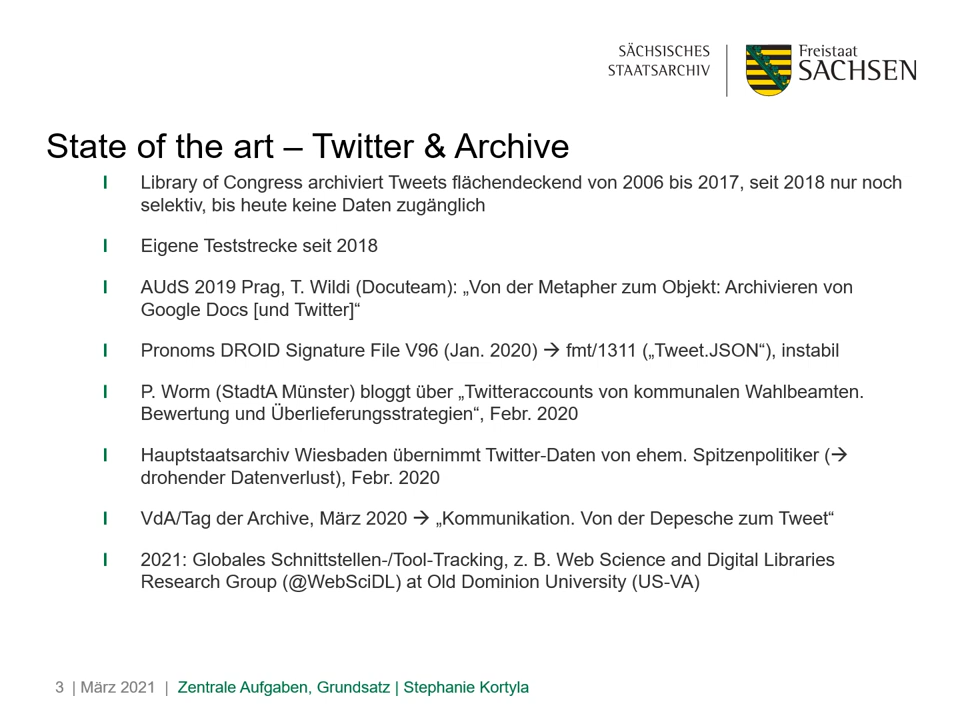 SÄCHSISCHES
STAATSARCHIV
Freistaat
SACHSEN
State of the art – Twitter & Archive
Library of Congress archiviert Tweets flächendeckend von 2006 bis 2017, seit 2018 nur noch
selektiv, bis heute keine Daten zugänglich
Eigene Teststrecke seit 2018
AUdS 2019 Prag, T. Wildi (Docuteam): „Von der Metapher zum Objekt: Archivieren von
Google Docs [und Twitter]“
Pronoms DROID Signature File V96 (Jan. 2020) → fmt/1311 („Tweet.JSON“), instabil
P. Worm (StadtA Münster) bloggt über „Twitteraccounts von kommunalen Wahlbeamten.
Bewertung und Überlieferungsstrategien“, Febr. 2020
Hauptstaatsarchiv Wiesbaden übernimmt Twitter-Daten von ehem. Spitzenpolitiker (→
drohender Datenverlust), Febr. 2020
VdA/Tag der Archive, März 2020 → „Kommunikation. Von der Depesche zum Tweet“
2021: Globales Schnittstellen-/Tool-Tracking, z. B. Web Science and Digital Libraries
Research Group (@WebSciDL) at Old Dominion University (US-VA)
3 | März 2021 | Zentrale Aufgaben, Grundsatz | Stephanie Kortyla